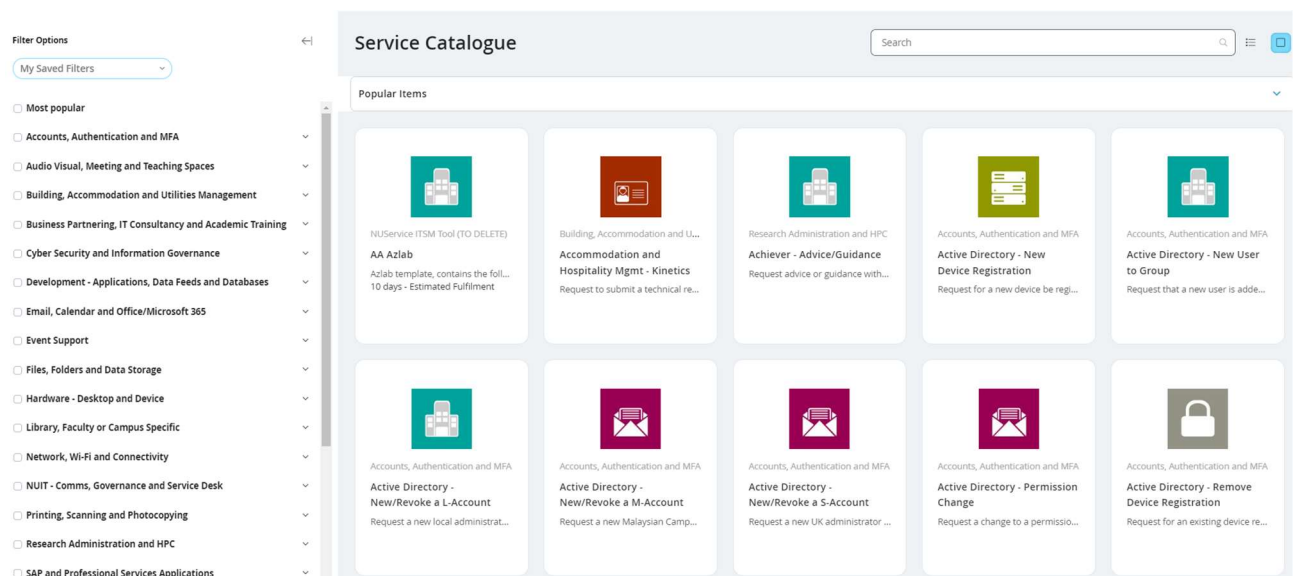 Filter Options
My Saved Filters
Most popular
Accounts, Authentication and MFA
Audio Visual, Meeting and Teaching Spaces
Building, Accommodation and Utilities Management
Business Partnering, IT Consultancy and Academic Training
Cyber Security and Information Governance
Development - Applications, Data Feeds and Databases
Email, Calendar and Office/Microsoft 365
Event Support
Files, Folders and Data Storage
Hardware - Desktop and Device
Library, Faculty or Campus Specific
Network, Wi-Fi and Connectivity
NUIT - Comms, Governance and Service Desk
Printing, Scanning and Photocopying
Research Administration and HPC
SAP and Professional Services Applications
Service Catalogue
Search
Popular Items
NUService ITSM Tool (TO DELETE)
AA Azlab
Azlab template, contains the foll...
10 days - Estimated Fulfilment
Building, Accommodation and U...
Accommodation and
Hospitality Mgmt - Kinetics
Request to submit a technical re...
Research Administration and HPC
Achiever - Advice/Guidance
Request advice or guidance with...
Accounts, Authentication and MFA
Active Directory - New
Device Registration
Request for a new device be regi...
Accounts, Authentication and MFA
Active Directory - New User
to Group
Request that a new user is adde...
Accounts, Authentication and MFA
Active Directory -
New/Revoke a L-Account
Request a new local administrat...
Accounts, Authentication and MFA
Active Directory -
New/Revoke a M-Account
Request a new Malaysian Camp...
Accounts, Authentication and MFA
Active Directory -
New/Revoke a S-Account
Request a new UK administrator ...
Accounts, Authentication and MFA
Active Directory - Permission
Change
Request a change to a permissio...
Accounts, Authentication and MFA
Active Directory - Remove
Device Registration
Request for an existing device re...